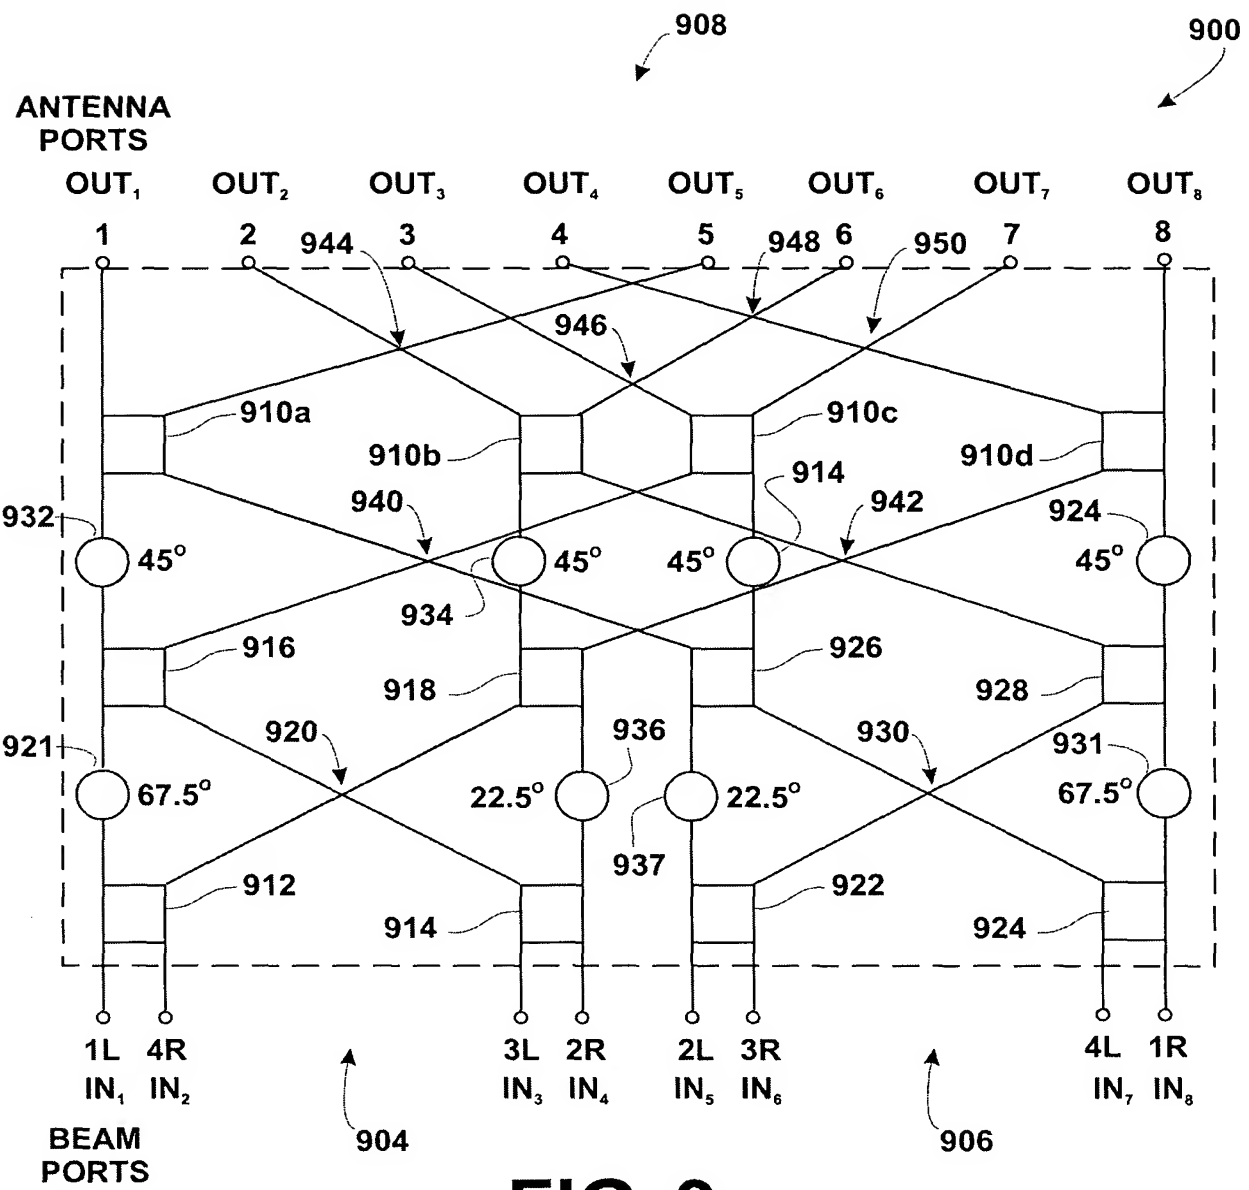 908
900
ANTENNA
PORTS
OUT₁ OUT₂ OUT₃ OUT₄ OUT₅ OUT₆ OUT₇ OUT₈
1 2 944 3 4 5 948 6 950 7 8
946
910a 910b 910c 910d
932 940 914 942 924
45° 45° 45° 45°
934
916 918 926 928
921 920 936 930 931
67.5° 22.5° 22.5° 67.5°
937
912 914 922 924
1L 4R 3L 2R 2L 3R 4L 1R
IN₁ IN₂ IN₃ IN₄ IN₅ IN₆ IN₇ IN₈
BEAM
PORTS
904 906